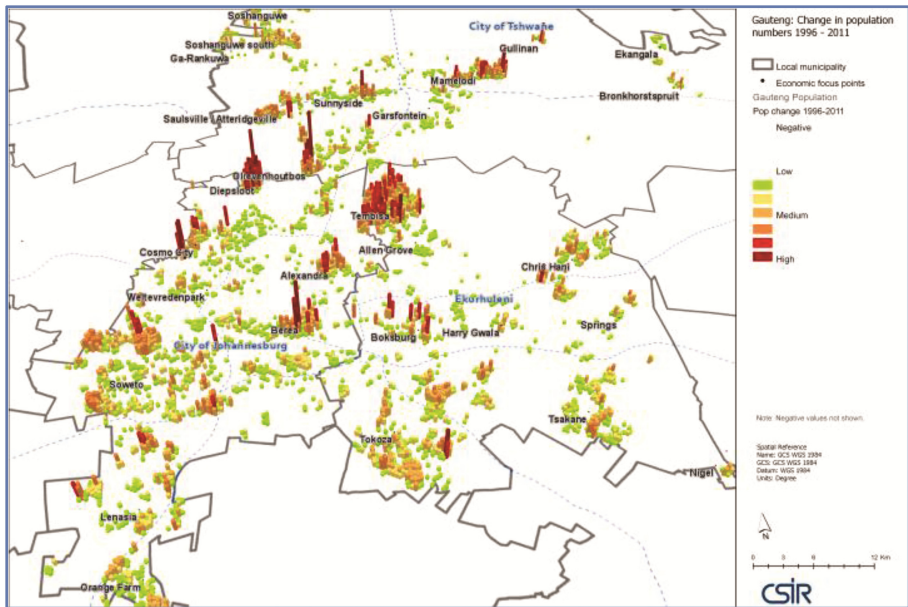 Soshanguwe
City of Tshwane
Soshanguwe south
Gullinan
Ekangala
Ga-Rankuwa
Mamelodi
Sunnyside
Bronkhorstspruit
Saulsville Atteridgeville
Garsfontein
Olievenhoutbos
Diepsloot
Tembisa
Cosmo City
Allen Grove
Alexandra
Chris Hani
Weltevredenpark
Ekurhuleni
Berea
Boksburg
Harry Gwala
Springs
City of Johannesburg
Soweto
Tsakane
Tokoza
Nigel
Lenasia
Orange Farm
Gauteng: Change in population
numbers 1996 - 2011
Local municipality
Economic focus points
Gauteng Population
Pop change 1996-2011
Negative
Low
Medium
High
Note: Negative values not shown.
Spatial Reference
Name: GCS WGS 1984
GCS: GCS WGS 1984
Datum: WGS 1984
Units: Degree
N
0 3 6 12 Km
CSIR